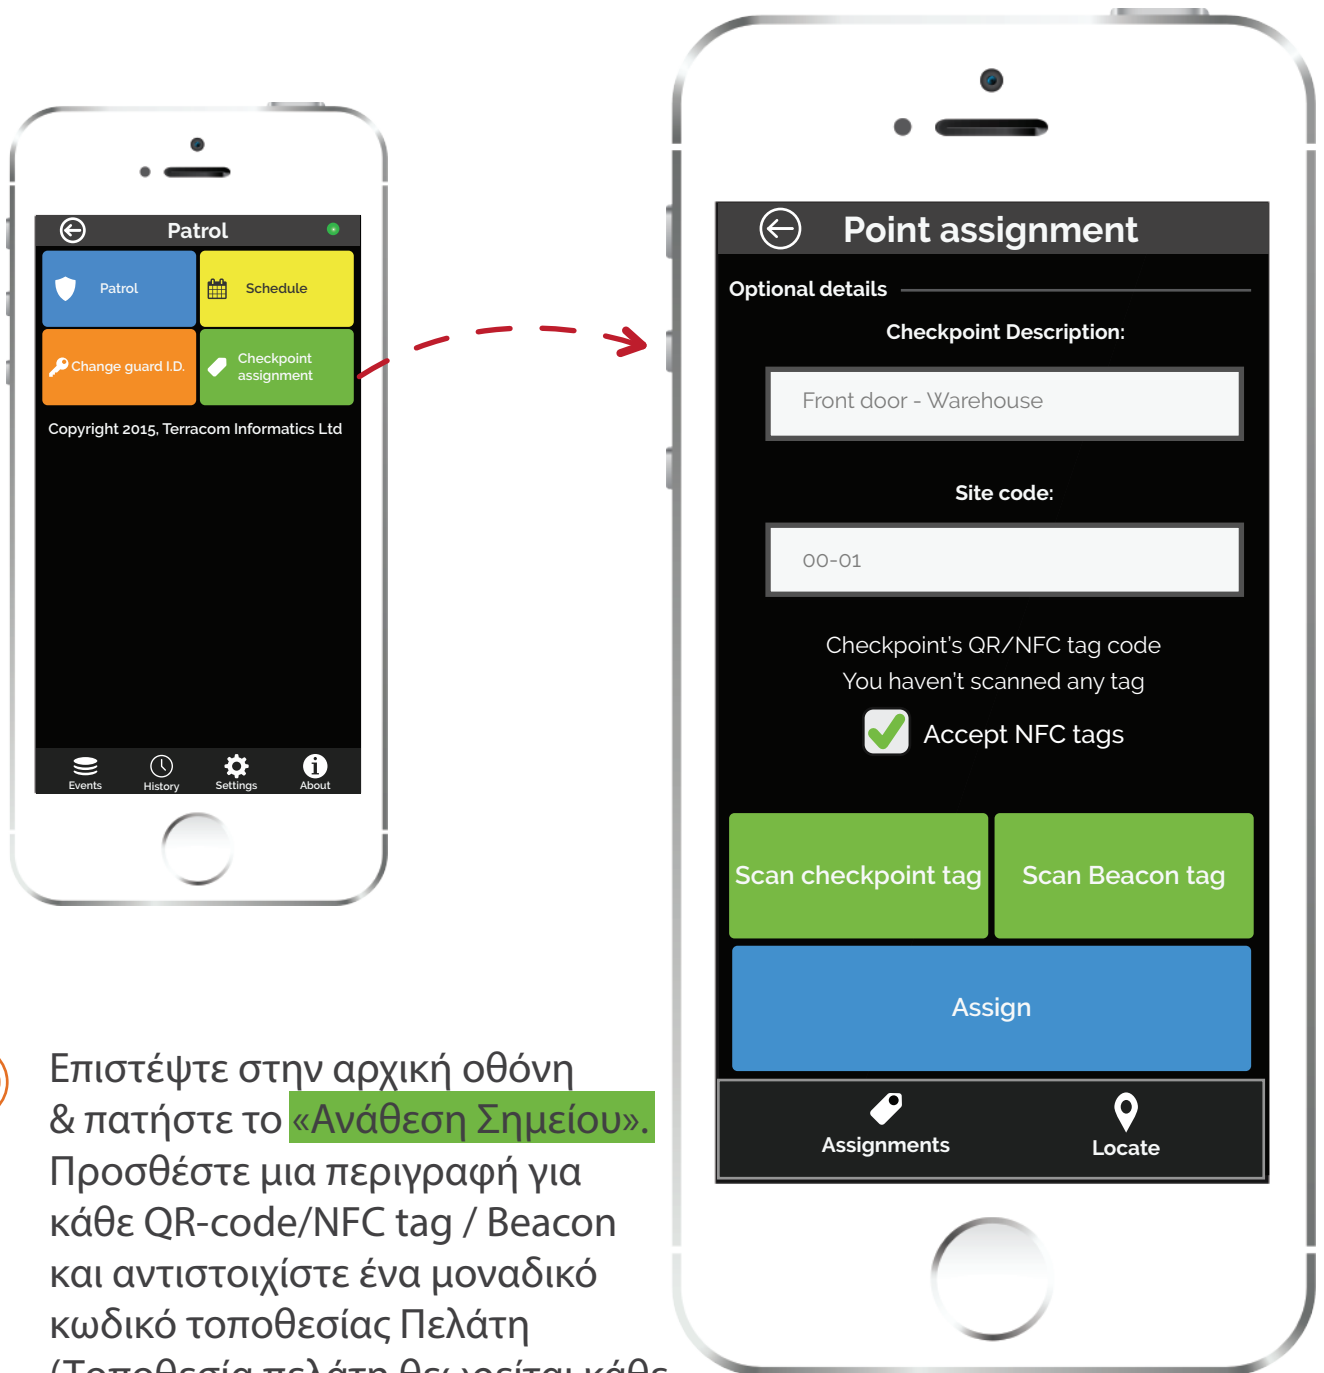 Patrol
Patrol
Schedule
Change guard I.D.
Checkpoint
assignment
Copyright 2015, Terracom Informatics Ltd
Events
History
Settings
About
Point assignment
Optional details
Checkpoint Description:
Front door - Warehouse
Site code:
00-01
Checkpoint's QR/NFC tag code
You haven't scanned any tag
Accept NFC tags
Scan checkpoint tag
Scan Beacon tag
Assign
Assignments
Locate
Επιστέψτε στην αρχική οθόνη
& πατήστε το «Ανάθεση Σημείου».
Προσθέστε μια περιγραφή για
κάθε QR-code/NFC tag / Beacon
και αντιστοιχίστε ένα μοναδικό
κωδικό τοποθεσίας Πελάτη
(Τοποθεσία πελάτη θεωρείται κάθε